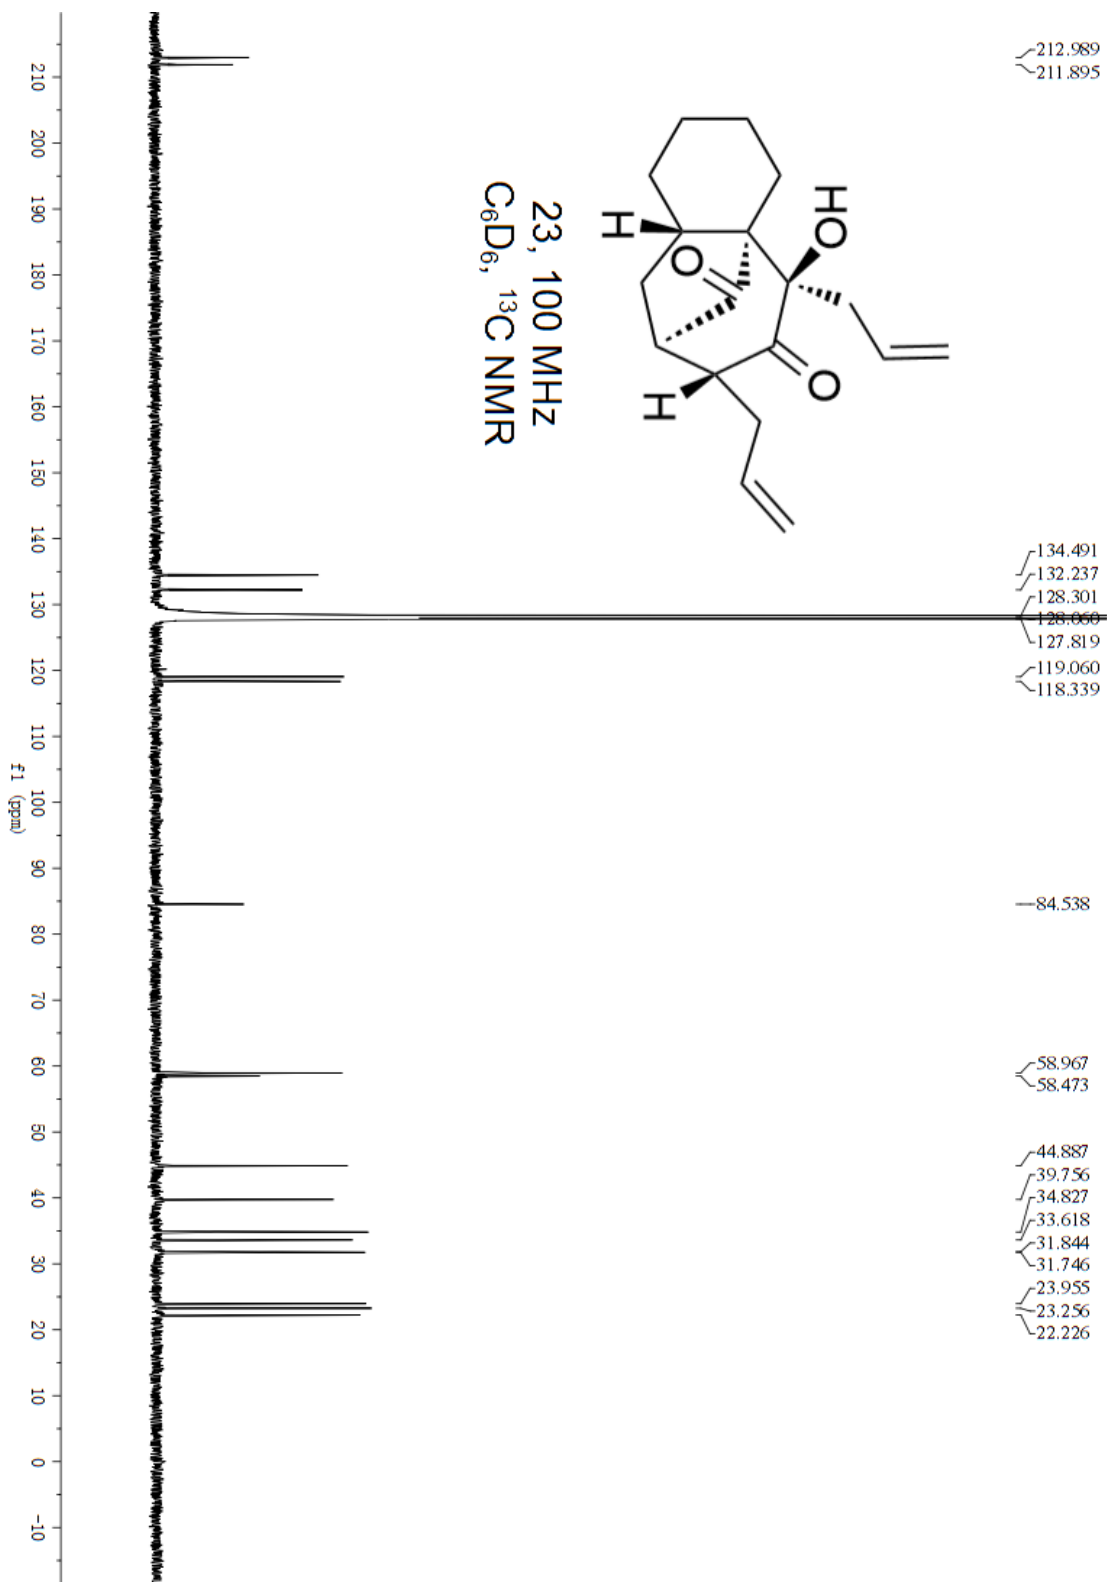 212.989
211.895
134.491
132.237
128.301
128.060
127.819
119.060
118.339
84.538
58.967
58.473
44.887
39.756
34.827
33.618
31.844
31.746
23.955
23.256
22.226
HO
O
O
H
H
23, 100 MHz
C₆D₆, ¹³C NMR
210 200 190 180 170 160 150 140 130 120 110 100 90 80 70 60 50 40 30 20 10 0 -10
f1 (ppm)